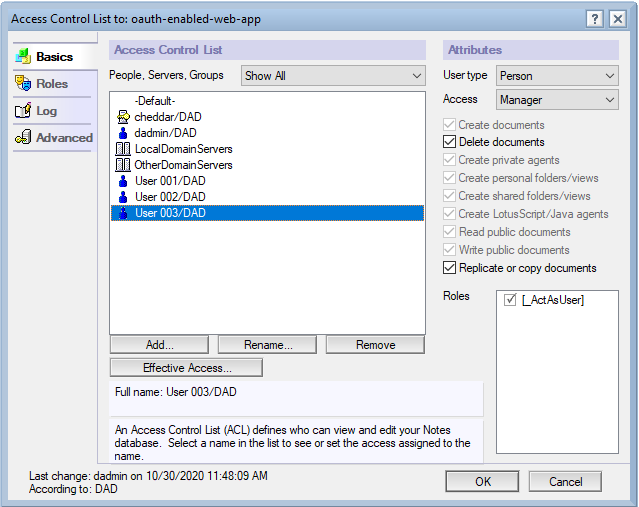 Access Control List to: oauth-enabled-web-app
?
Basics
Roles
Log
Advanced
Access Control List
People, Servers, Groups
Show All
-Default-
cheddar/DAD
dadmin/DAD
LocalDomainServers
OtherDomainServers
User 001/DAD
User 002/DAD
User 003/DAD
Add...
Rename...
Remove
Effective Access...
Full name: User 003/DAD
An Access Control List (ACL) defines who can view and edit your Notes
database.  Select a name in the list to see or set the access assigned to the
name.
Attributes
User type
Person
Access
Manager
Create documents
Delete documents
Create private agents
Create personal folders/views
Create shared folders/views
Create LotusScript/Java agents
Read public documents
Write public documents
Replicate or copy documents
Roles
[_ActAsUser]
Last change: dadmin on 10/30/2020 11:48:09 AM
According to: DAD
OK
Cancel